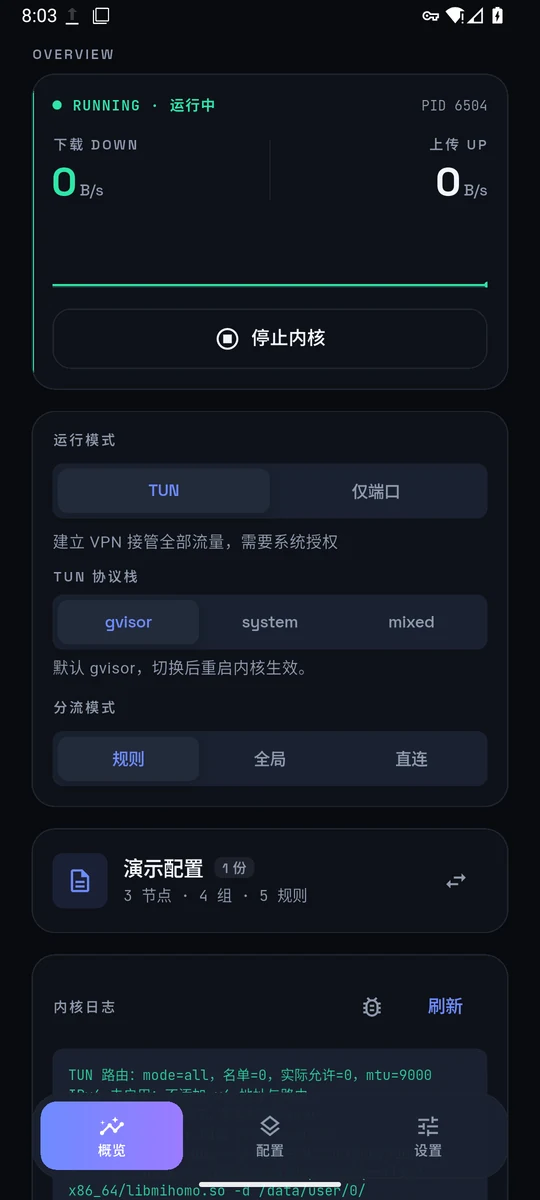 8:03
OVERVIEW
RUNNING · 运行中
PID 6504
下载 DOWN
上传 UP
0 B/s
0 B/s
停止内核
运行模式
TUN
仅端口
建立 VPN 接管全部流量，需要系统授权
TUN 协议栈
gvisor
system
mixed
默认 gvisor，切换后重启内核生效。
分流模式
规则
全局
直连
演示配置
1 份
3 节点 · 4 组 · 5 规则
内核日志
刷新
TUN 路由：mode=all，名单=0，实际允许=0，mtu=9000
概览
配置
设置
x86_64/libmihomo.so -d /data/user/0/